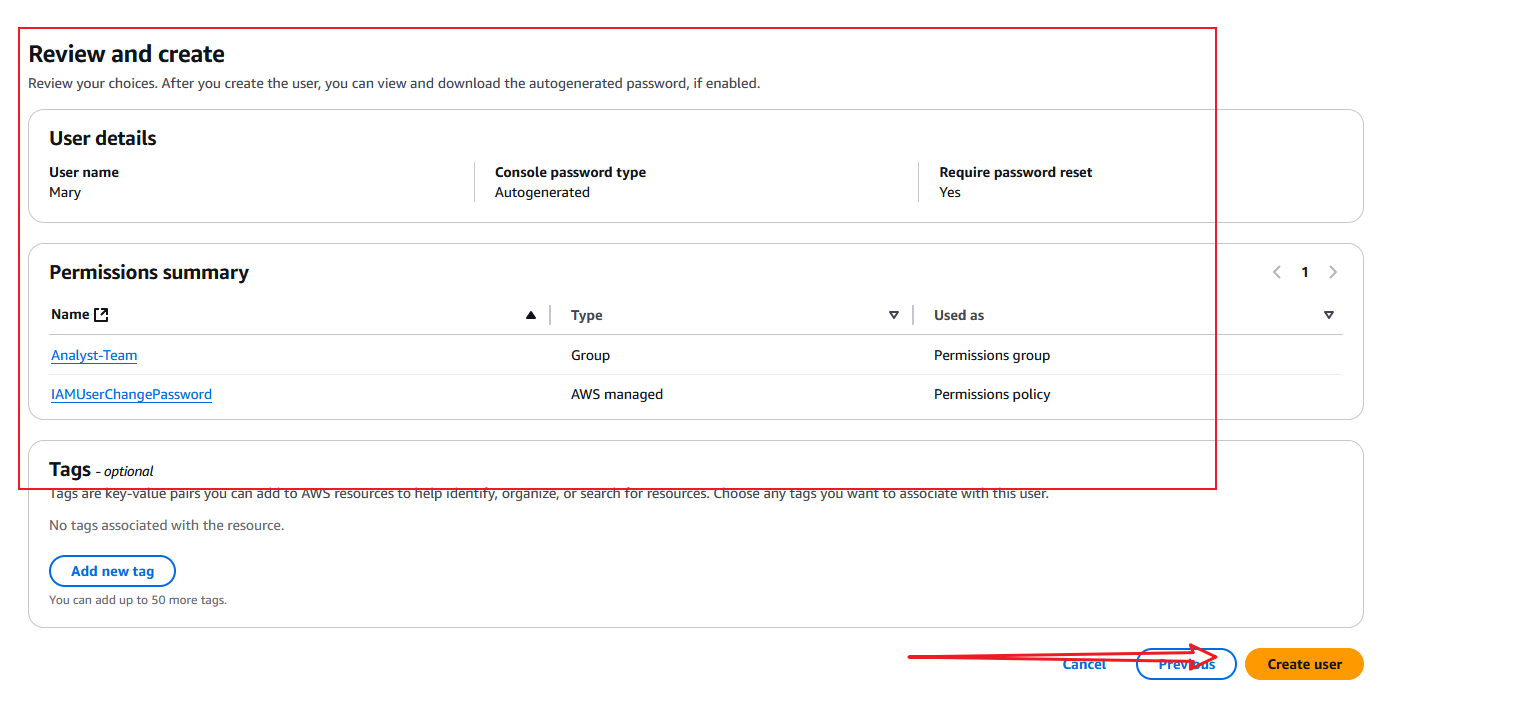 Review and create
Review your choices. After you create the user, you can view and download the autogenerated password, if enabled.
User details
User name Console password type Require password reset
Mary Autogenerated Yes
Permissions summary 1
Name Type Used as
Analyst-Team Group Permissions group
IAMUserChangePassword AWS managed Permissions policy
Tags - optional
Tags are key-value pairs you can add to AWS resources to help identify, organize, or search for resources. Choose any tags you want to associate with this user.
No tags associated with the resource.
Add new tag
You can add up to 50 more tags.
Cancel Previous Create user